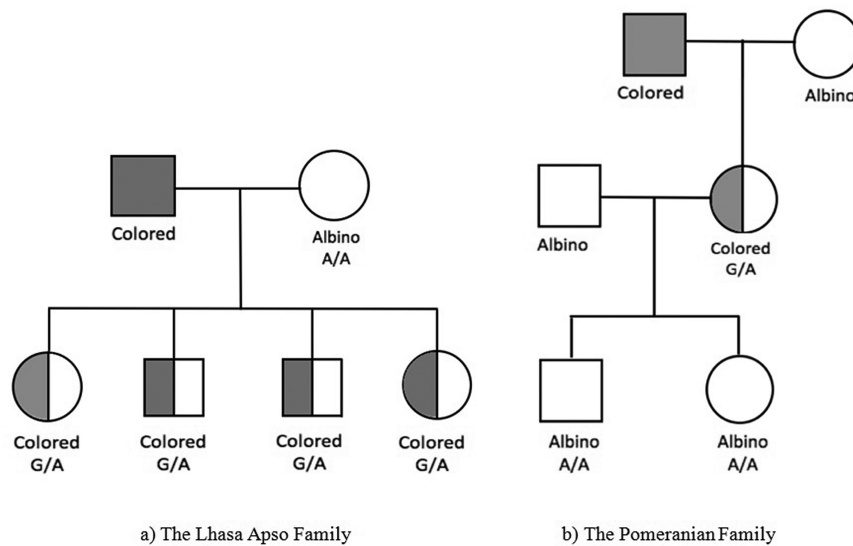 Colored
Albino
A/A
Colored
G/A
Colored
G/A
Colored
G/A
Colored
G/A
a) The Lhasa Apso Family
Colored
Albino
Albino
Colored
G/A
Albino
A/A
Albino
A/A
b) The Pomeranian Family